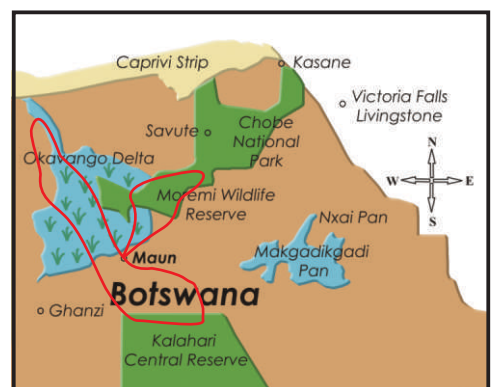 Caprivi Strip
Kasane
Victoria Falls
Livingstone
Savute
Chobe
National
Park
Okavango Delta
Moremi Wildlife
Reserve
N
W
E
S
Nxai Pan
Makgadikgadi
Pan
Maun
Botswana
Ghanzi
Kalahari
Central Reserve